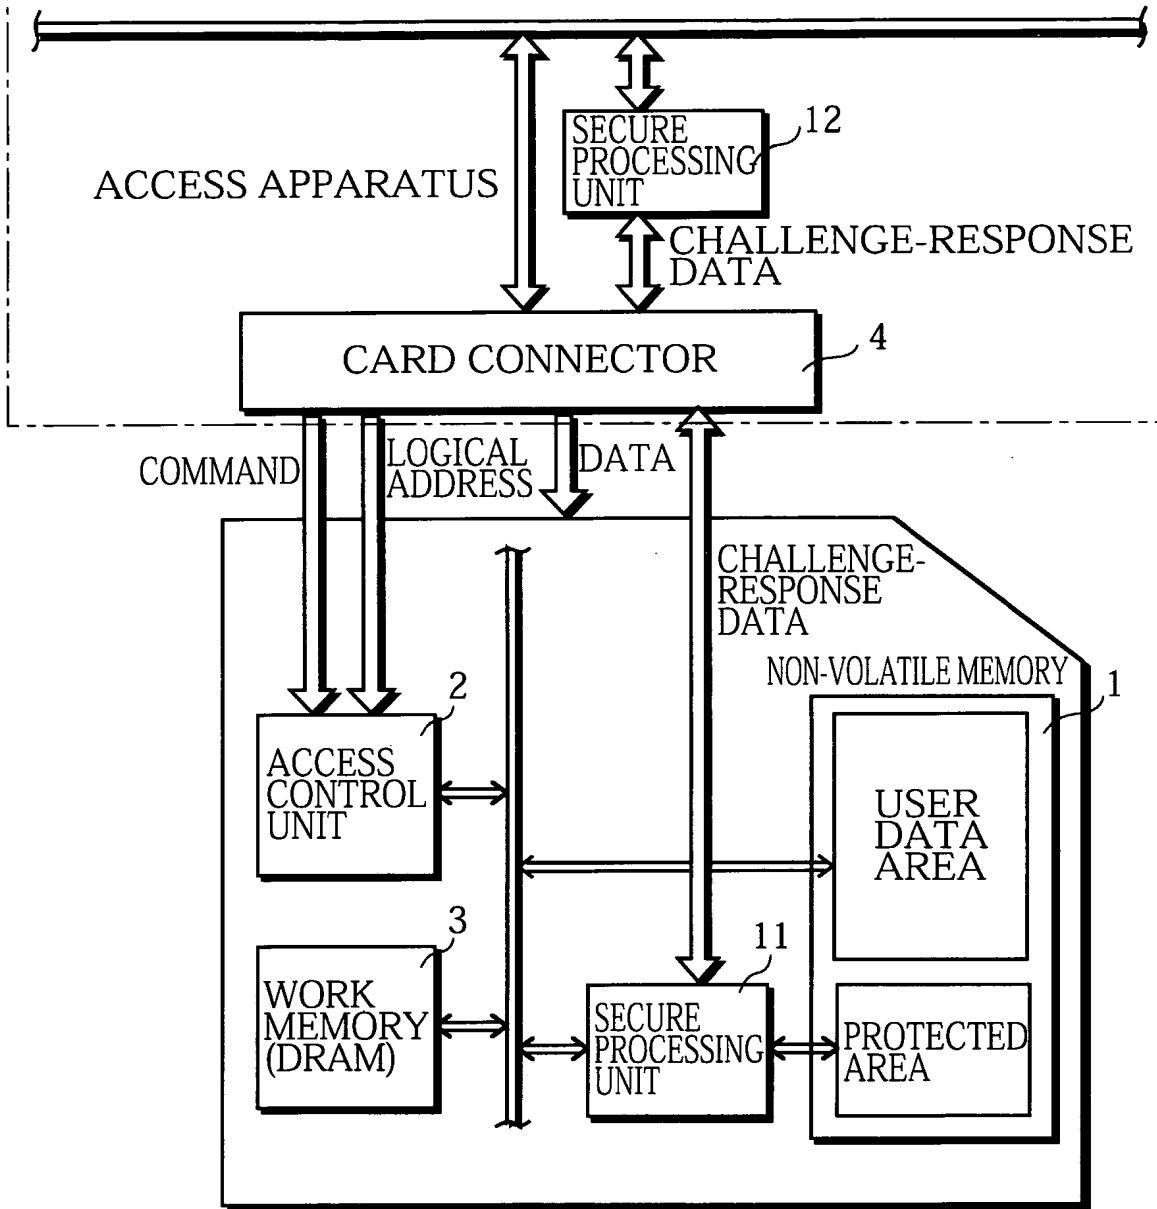 SECURE
PROCESSING
UNIT
12
ACCESS APPARATUS
CHALLENGE-RESPONSE
DATA
CARD CONNECTOR
4
COMMAND
LOGICAL
ADDRESS
DATA
CHALLENGE-
RESPONSE
DATA
NON-VOLATILE MEMORY
1
2
ACCESS
CONTROL
UNIT
USER
DATA
AREA
3
WORK
MEMORY
(DRAM)
11
SECURE
PROCESSING
UNIT
PROTECTED
AREA